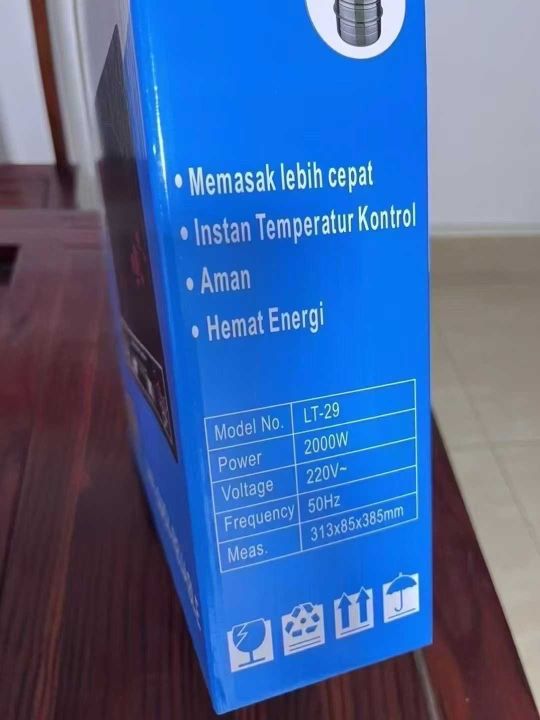 • Memasak lebih cepat
• Instan Temperatur Kontrol
• Aman
• Hemat Energi
Model No. LT-29
Power 2000W
Voltage 220V~
Frequency 50Hz
Meas. 313x85x385mm